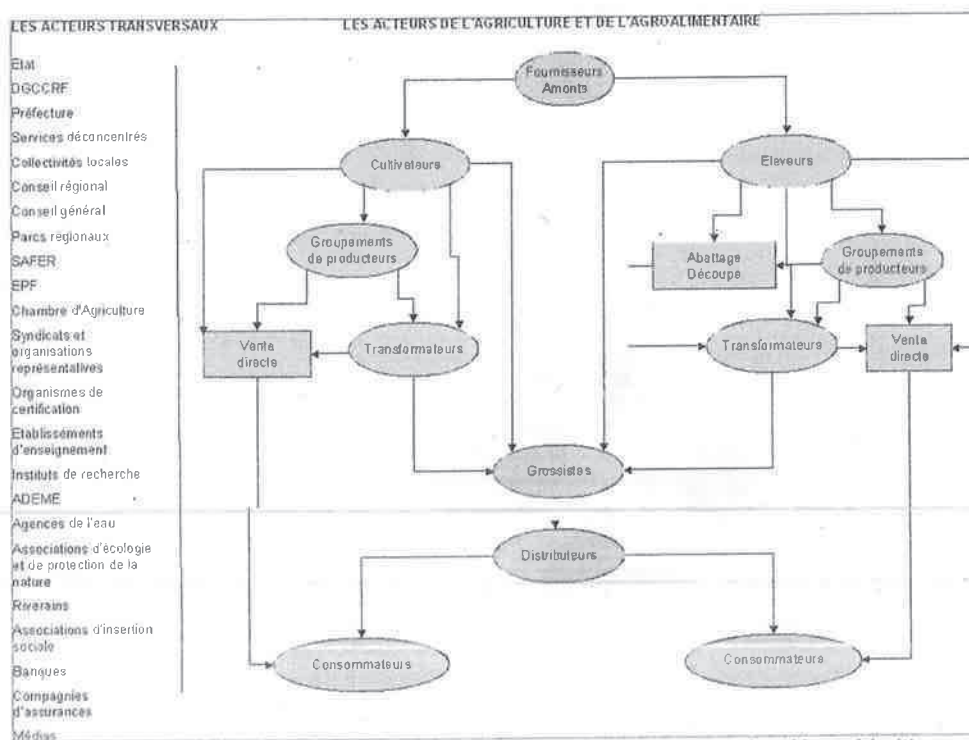 LES ACTEURS TRANSVERSAUX
LES ACTEURS DE L'AGRICULTURE ET DE L'AGROALIMENTAIRE
Etat
DGCCRF
Préfecture
Services déconcentrés
Collectivités locales
Conseil régional
Conseil général
Parcs régionaux
SAFER
EPF
Chambre d'Agriculture
Syndicats et
organisations
représentatives
Organismes de
certification
Etablissements
d'enseignement
Instituts de recherche
ADEME
Agences de l'eau
Associations d'écologie
et de protection de la
nature
Riverains
Associations d'insertion
sociale
Banques
Compagnies
d'assurances
Médias
Fournisseurs
Amonts
Cultivateurs
Eleveurs
Groupements
de producteurs
Abattage
Découpe
Groupements
de producteurs
Vente
directe
Transformateurs
Transformateurs
Vente
directe
Grossistes
Distributeurs
Consommateurs
Consommateurs